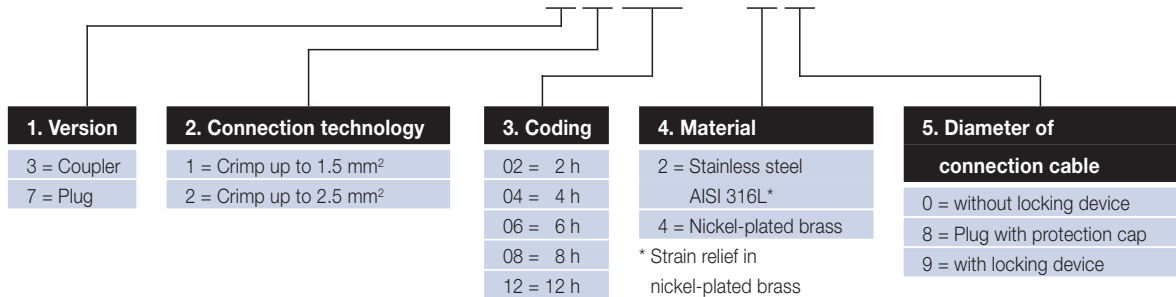 1. Version
3 = Coupler
7 = Plug
2. Connection technology
1 = Crimp up to 1.5 mm²
2 = Crimp up to 2.5 mm²
3. Coding
02 = 2 h
04 = 4 h
06 = 6 h
08 = 8 h
12 = 12 h
4. Material
2 = Stainless steel
AISI 316L*
4 = Nickel-plated brass
* Strain relief in
nickel-plated brass
5. Diameter of
connection cable
0 = without locking device
8 = Plug with protection cap
9 = with locking device